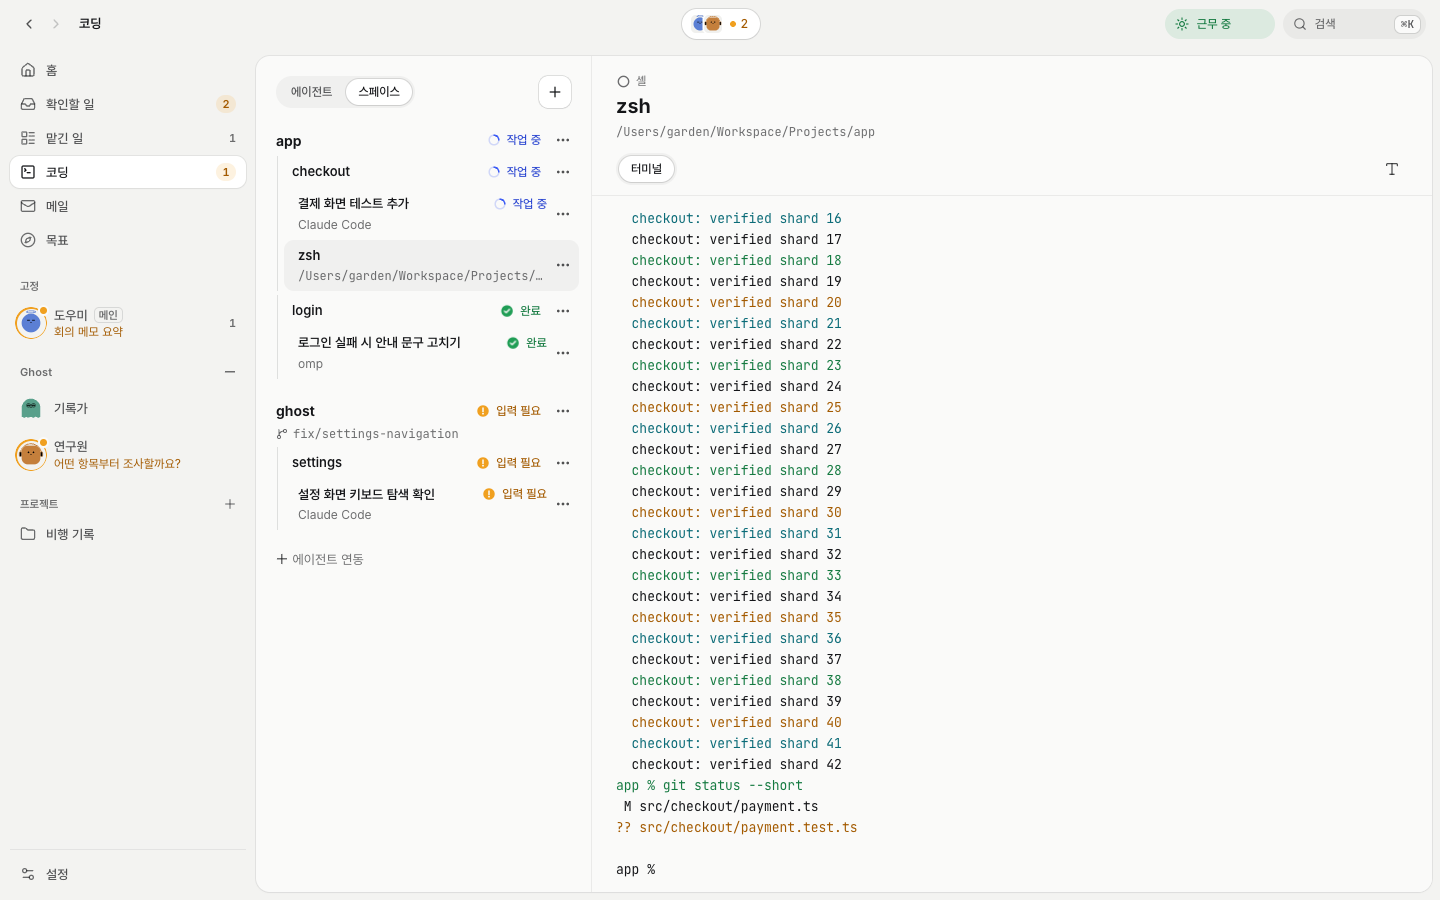 코딩
2
근무 중
검색
⌘K
홈
확인할 일
2
맡긴 일
1
코딩
1
메일
목표
고정
도우미 메인
회의 메모 요약
1
Ghost
기록가
연구원
어떤 항목부터 조사할까요?
프로젝트
비행 기록
설정
에이전트
스페이스
app
작업 중
checkout
작업 중
결제 화면 테스트 추가
작업 중
Claude Code
zsh
/Users/garden/Workspace/Projects/…
login
완료
로그인 실패 시 안내 문구 고치기
완료
omp
ghost
입력 필요
fix/settings-navigation
settings
입력 필요
설정 화면 키보드 탐색 확인
입력 필요
Claude Code
에이전트 연동
셸
zsh
/Users/garden/Workspace/Projects/app
터미널
checkout: verified shard 16
checkout: verified shard 17
checkout: verified shard 18
checkout: verified shard 19
checkout: verified shard 20
checkout: verified shard 21
checkout: verified shard 22
checkout: verified shard 23
checkout: verified shard 24
checkout: verified shard 25
checkout: verified shard 26
checkout: verified shard 27
checkout: verified shard 28
checkout: verified shard 29
checkout: verified shard 30
checkout: verified shard 31
checkout: verified shard 32
checkout: verified shard 33
checkout: verified shard 34
checkout: verified shard 35
checkout: verified shard 36
checkout: verified shard 37
checkout: verified shard 38
checkout: verified shard 39
checkout: verified shard 40
checkout: verified shard 41
checkout: verified shard 42
app % git status --short
M src/checkout/payment.ts
?? src/checkout/payment.test.ts
app %